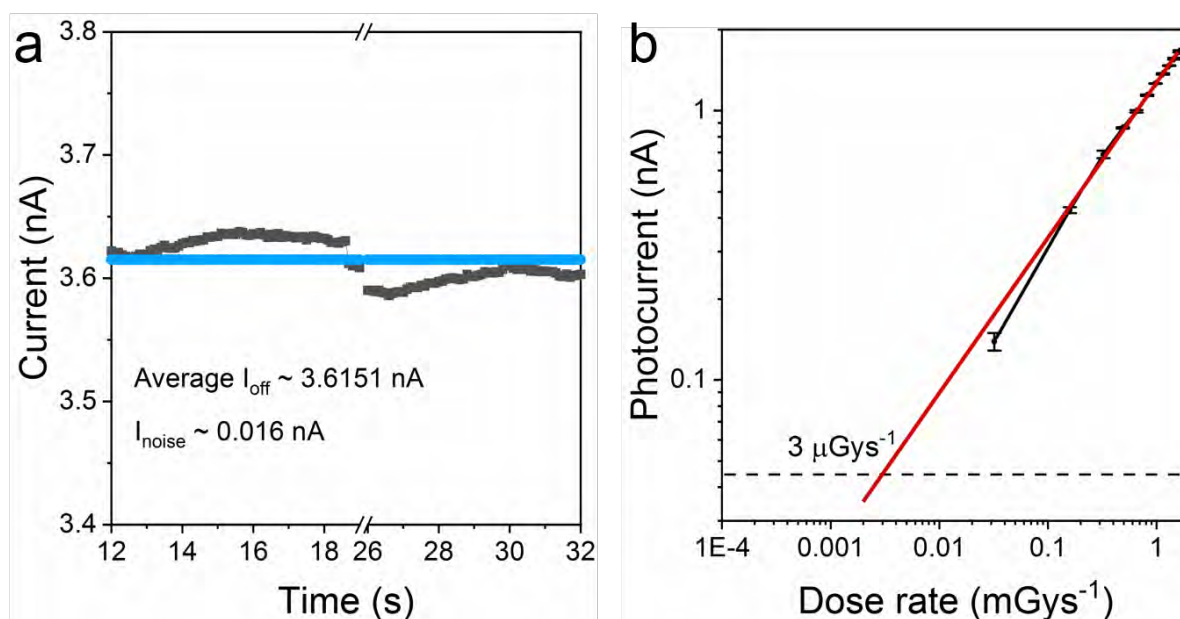 a
3.8
3.7
3.6
3.5
3.4
Current (nA)
Average I_off ~ 3.6151 nA
I_noise ~ 0.016 nA
12 14 16 18 26 28 30 32
Time (s)
b
1
0.1
Photocurrent (nA)
3 μGys⁻¹
1E-4 0.001 0.01 0.1 1
Dose rate (mGys⁻¹)